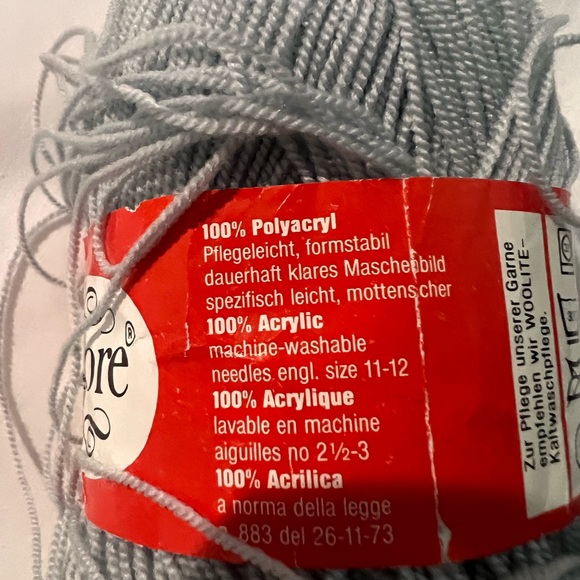 100% Polyacryl
Pflegeleicht, formstabil
dauerhaft klares Maschenbild
spezifisch leicht, mottensicher
100% Acrylic
machine-washable
needles engl. size 11-12
100% Acrylique
lavable en machine
aiguilles no 2½-3
100% Acrilica
a norma della legge
883 del 26-11-73
ore®
Zur Pflege unserer Garne
empfehlen wir WOOLITE-
Kaltwaschpflege.